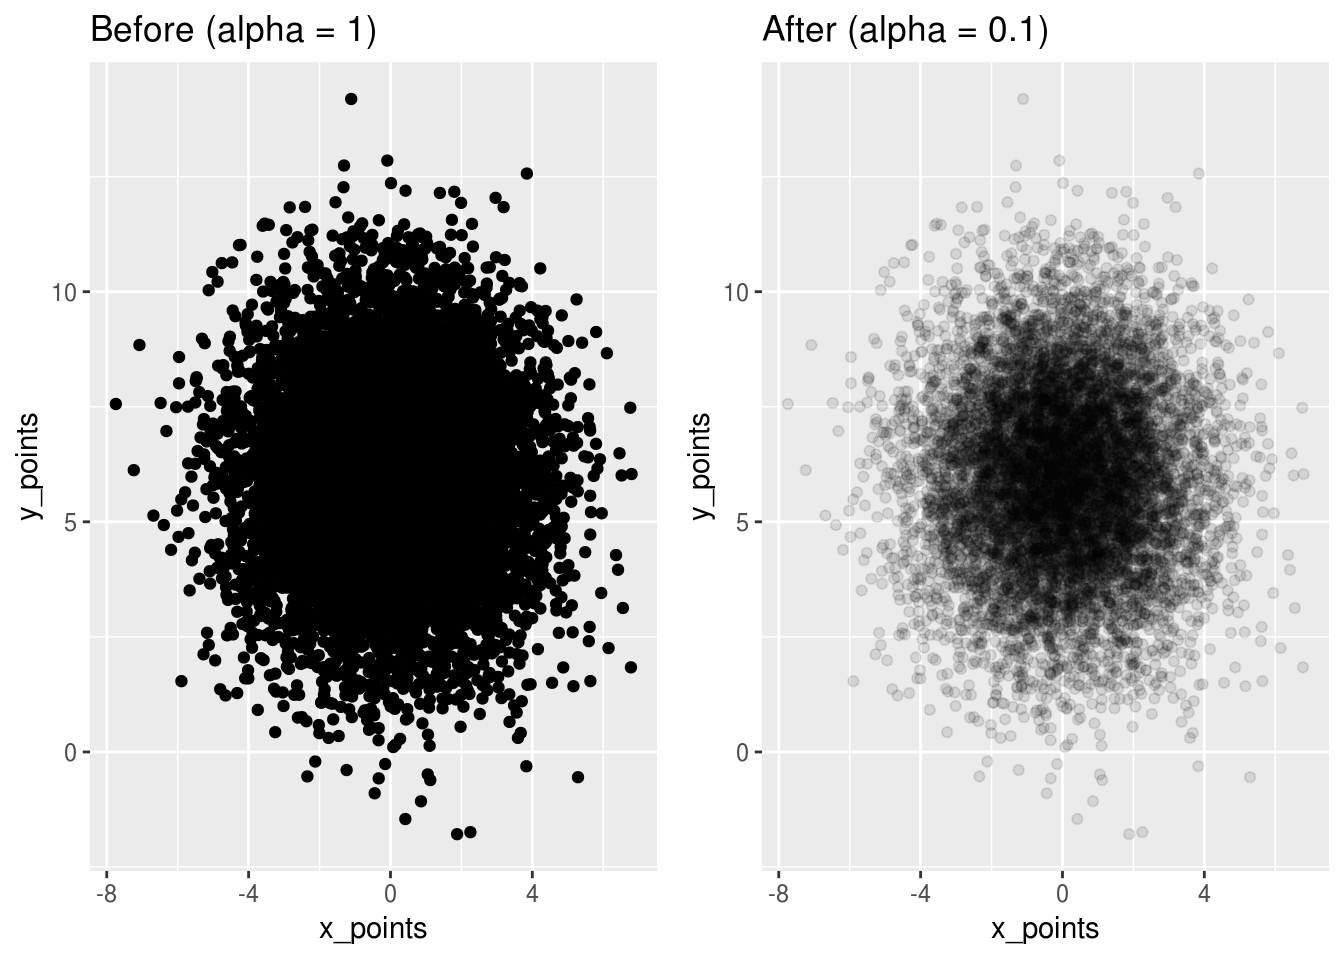 Before (alpha = 1)
y_points
10
5
0
-8 -4 0 4
x_points
After (alpha = 0.1)
y_points
10
5
0
-8 -4 0 4
x_points